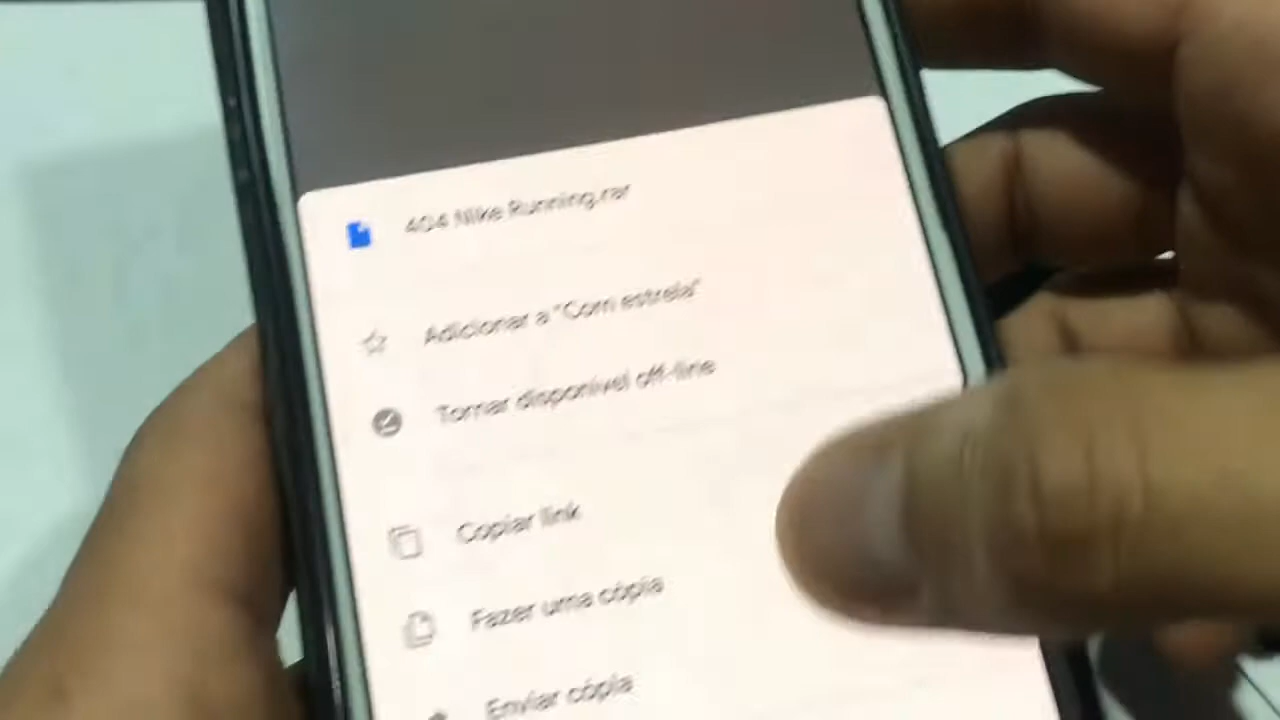 404 Nike Running.rar
Adicionar a "Com estrela"
Tornar disponível off-line
Copiar link
Fazer uma cópia
Enviar cópia